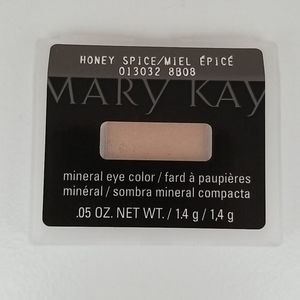 HONEY SPICE/MIEL ÉPICÉ
013032 8B08
MARY KAY
mineral eye color / fard à paupières
minéral / sombra mineral compacta
.05 OZ. NET WT. / 1.4 g / 1,4 g